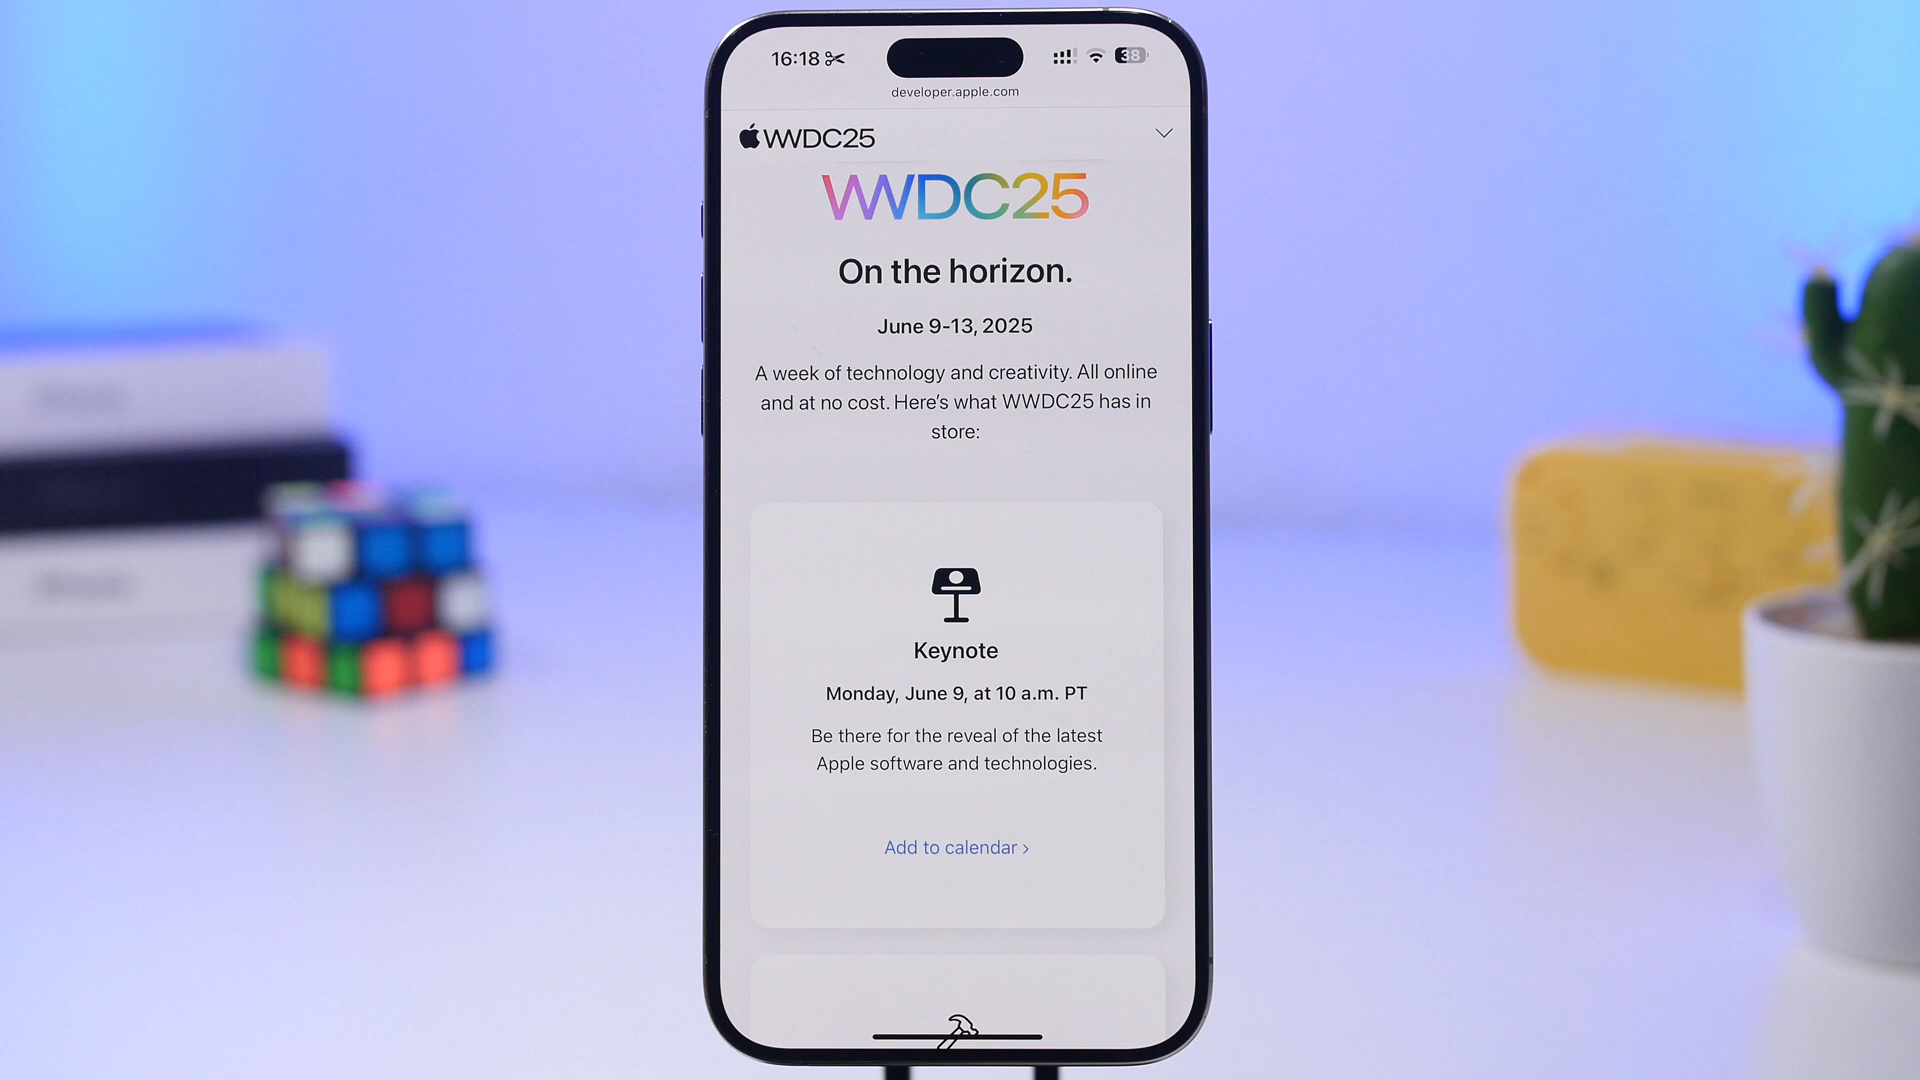 16:18
38
developer.apple.com
WWDC25
WWDC25
On the horizon.
June 9-13, 2025
A week of technology and creativity. All online
and at no cost. Here's what WWDC25 has in
store:
Keynote
Monday, June 9, at 10 a.m. PT
Be there for the reveal of the latest
Apple software and technologies.
Add to calendar ›